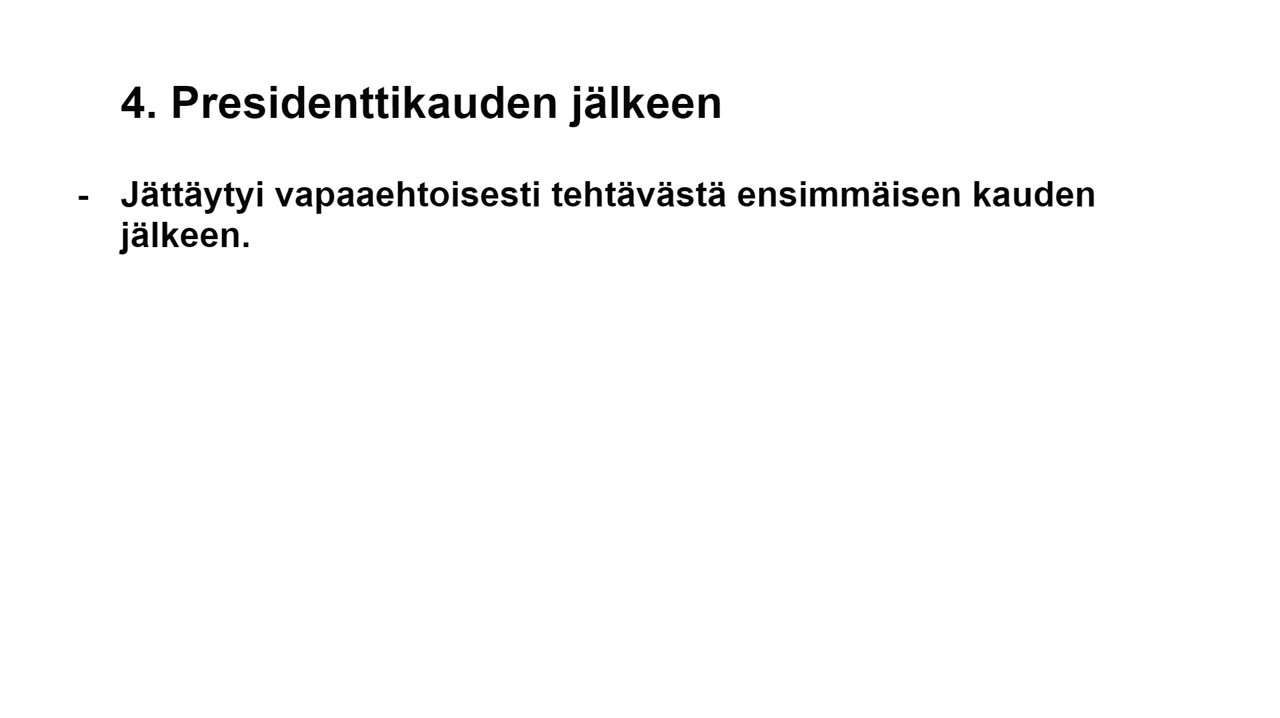 4. Presidenttikauden jälkeen
- Jättäytyi vapaaehtoisesti tehtävästä ensimmäisen kauden
jälkeen.